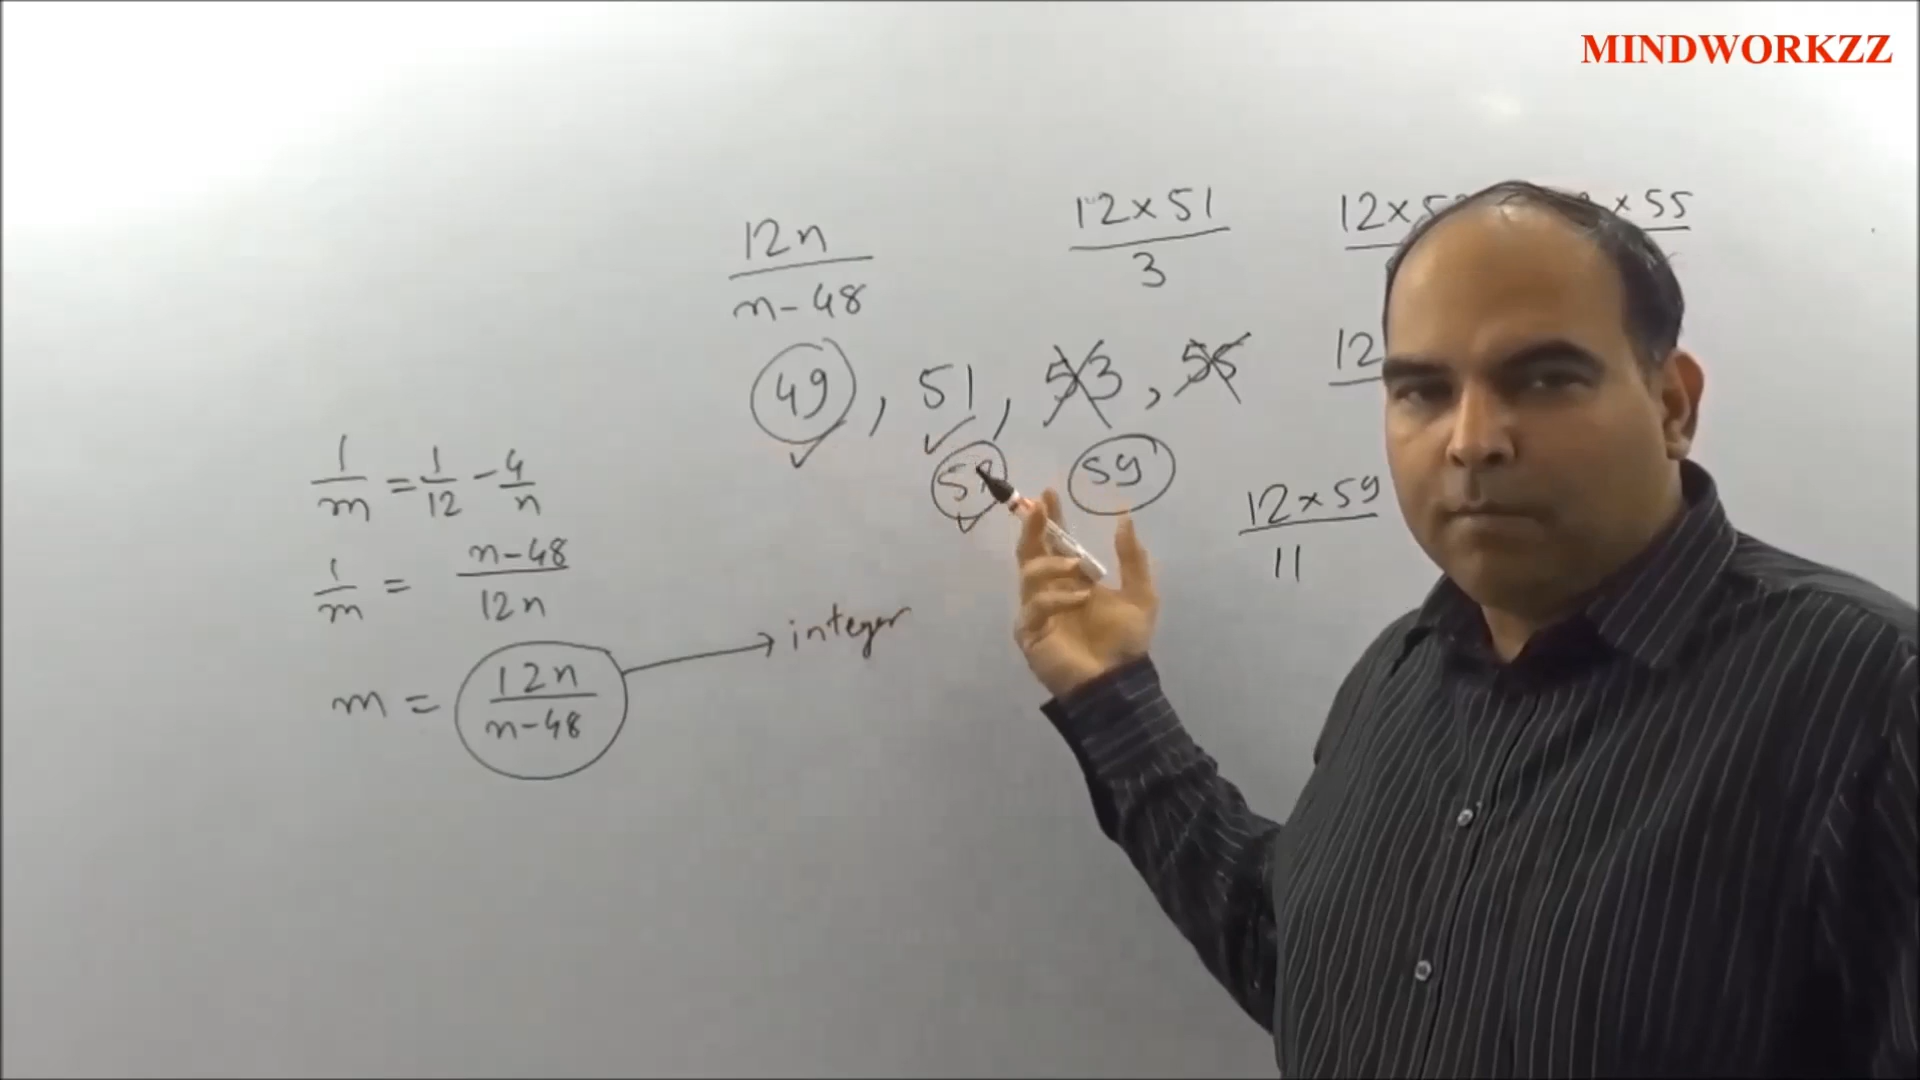 MINDWORKZZ
12n
n-48
12×51
3
12×5
× 55
49, 51, 53, 55
12
59
12×59
11
1/m = 1/12 - 4/n
1/m = n-48/12n
m = 12n/n-48 → integer